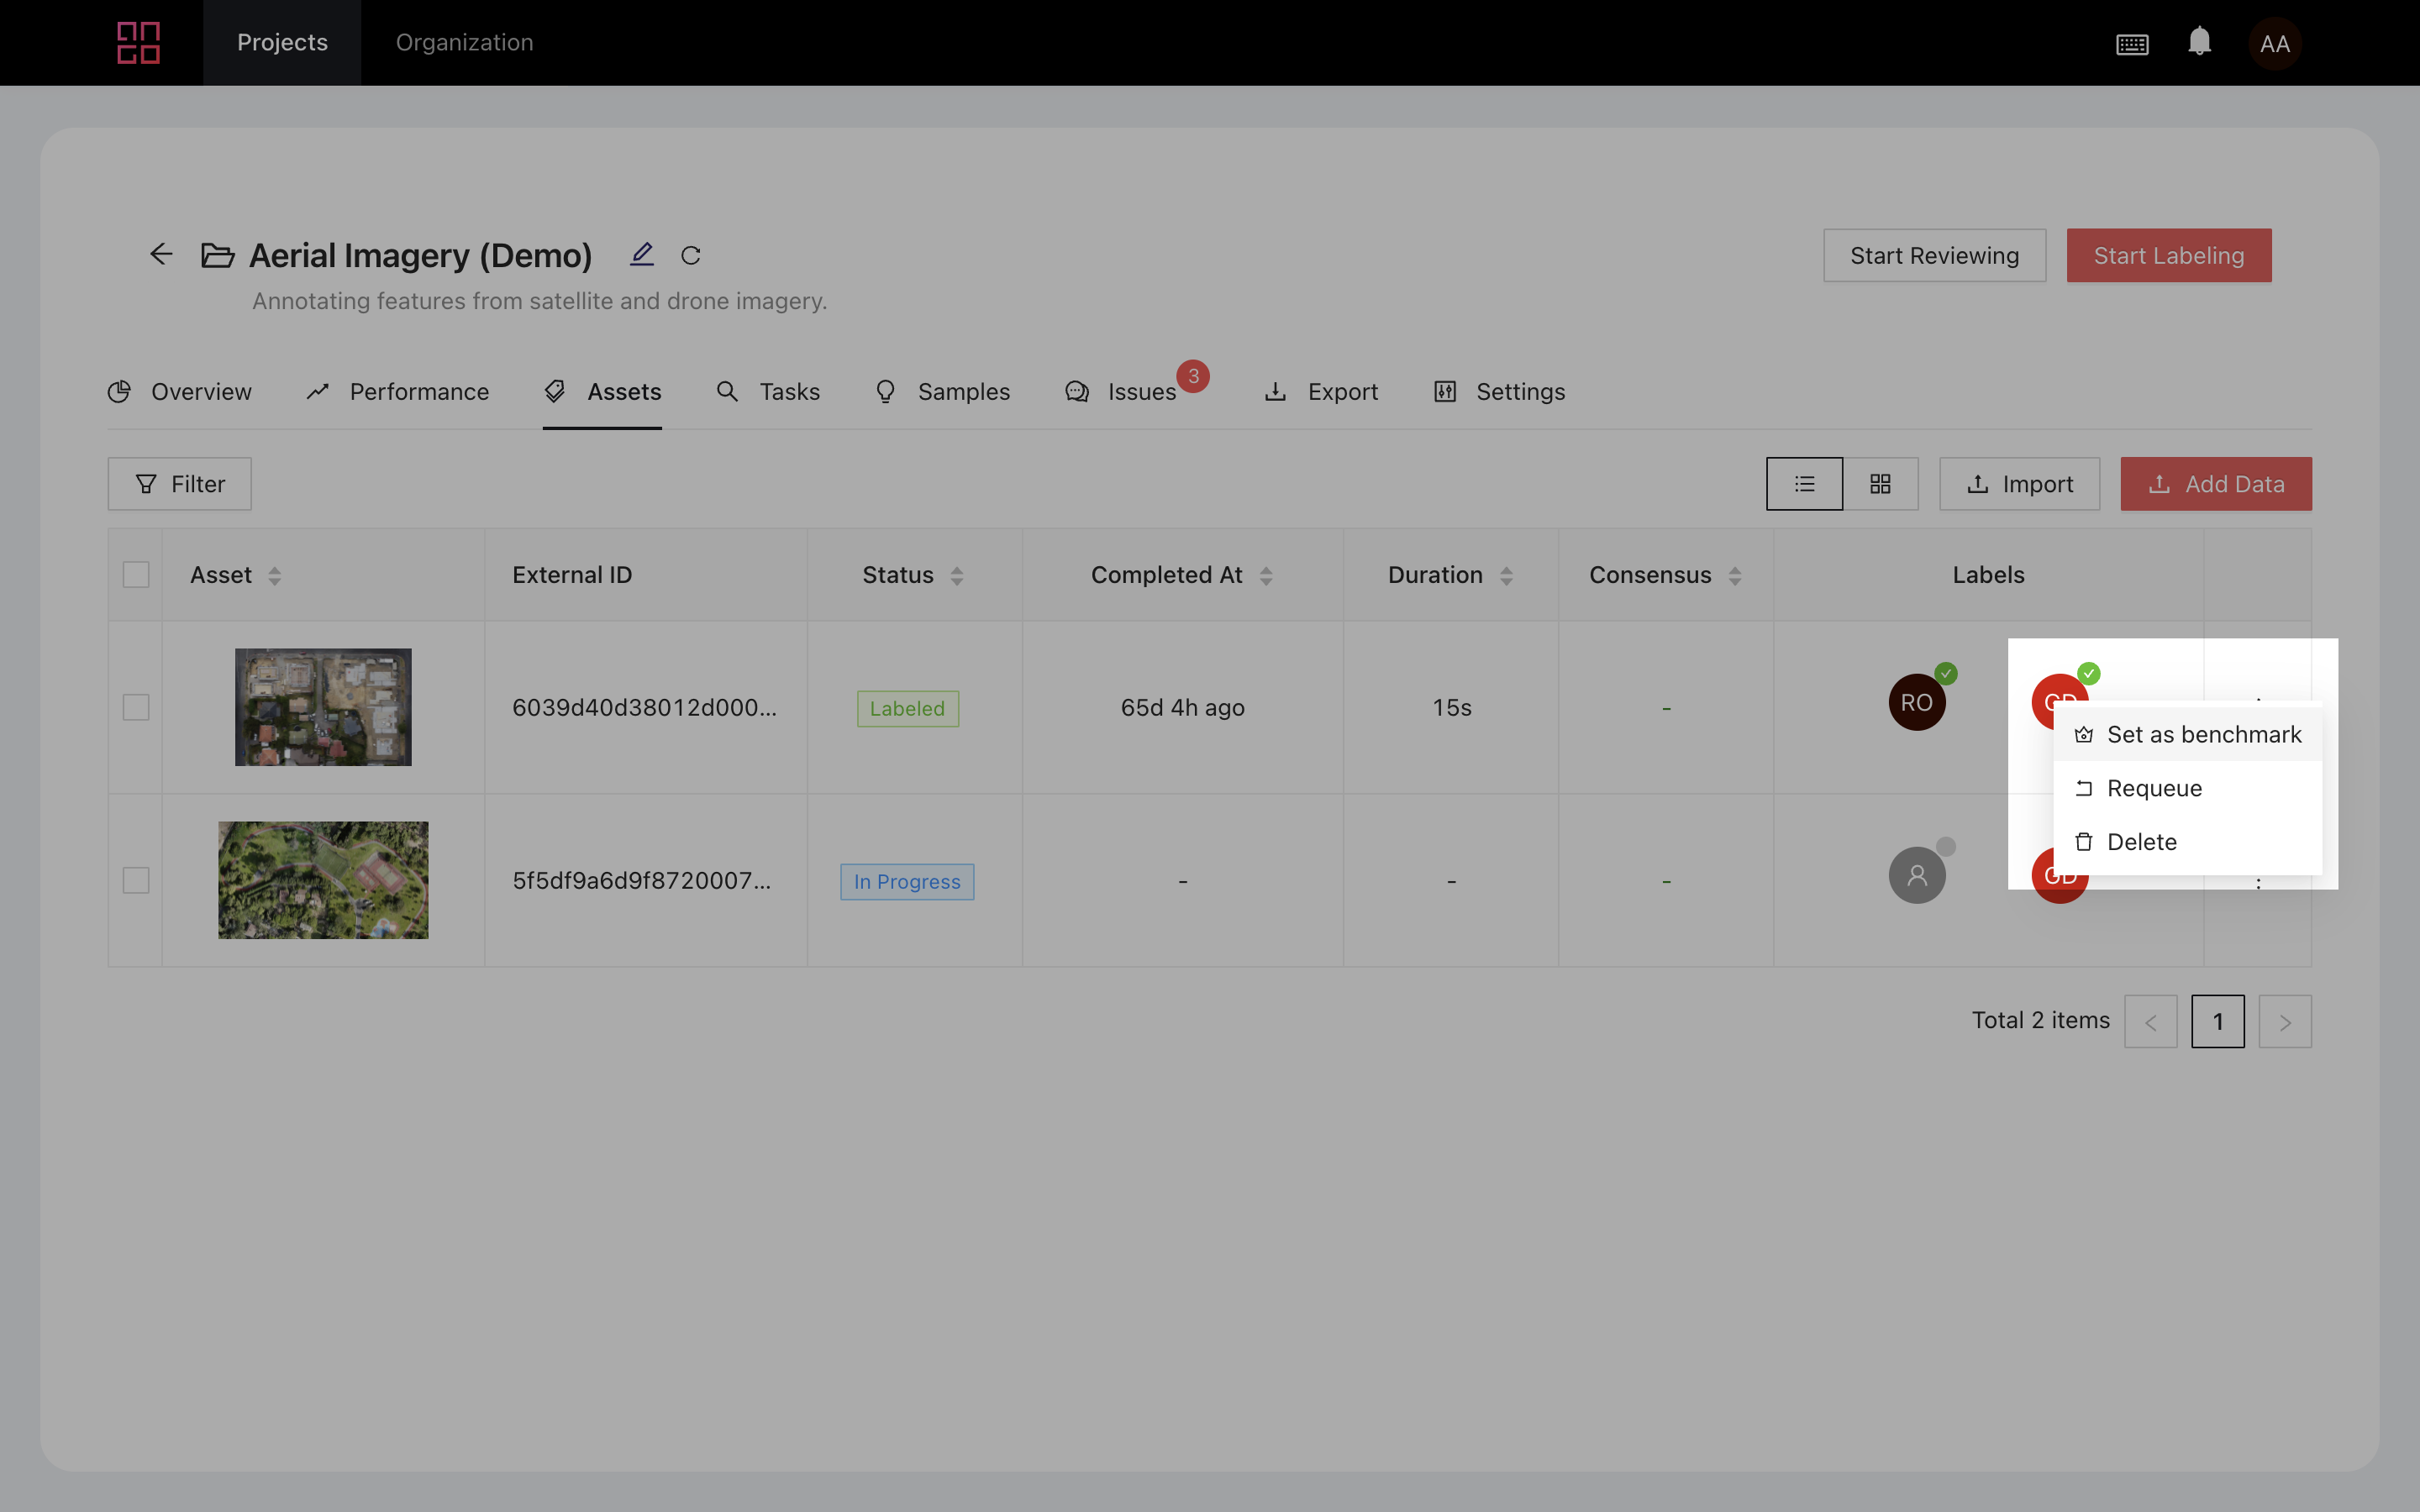 Projects
Organization
AA
Aerial Imagery (Demo)
Start Reviewing
Start Labeling
Annotating features from satellite and drone imagery.
Overview
Performance
Assets
Tasks
Samples
Issues
3
Export
Settings
Filter
Import
Add Data
Asset
External ID
Status
Completed At
Duration
Consensus
Labels
6039d40d38012d000...
Labeled
65d 4h ago
15s
-
RO
GD
Set as benchmark
Requeue
Delete
5f5df9a6d9f8720007...
In Progress
-
-
-
GD
Total 2 items
<
1
>